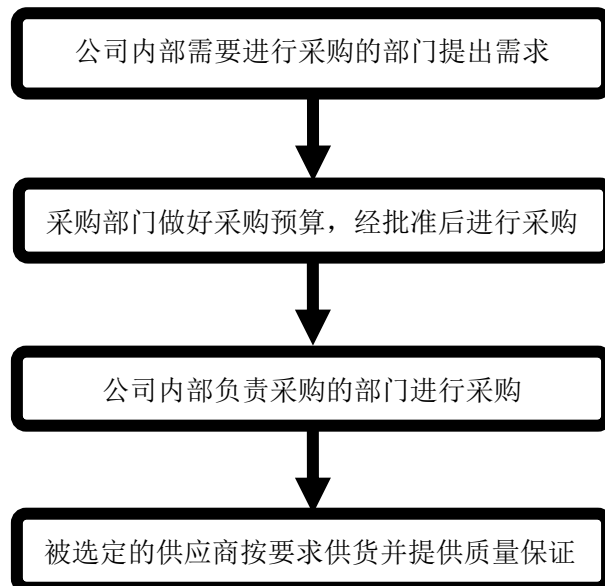 公司内部需要进行采购的部门提出需求
采购部门做好采购预算，经批准后进行采购
公司内部负责采购的部门进行采购
被选定的供应商按要求供货并提供质量保证